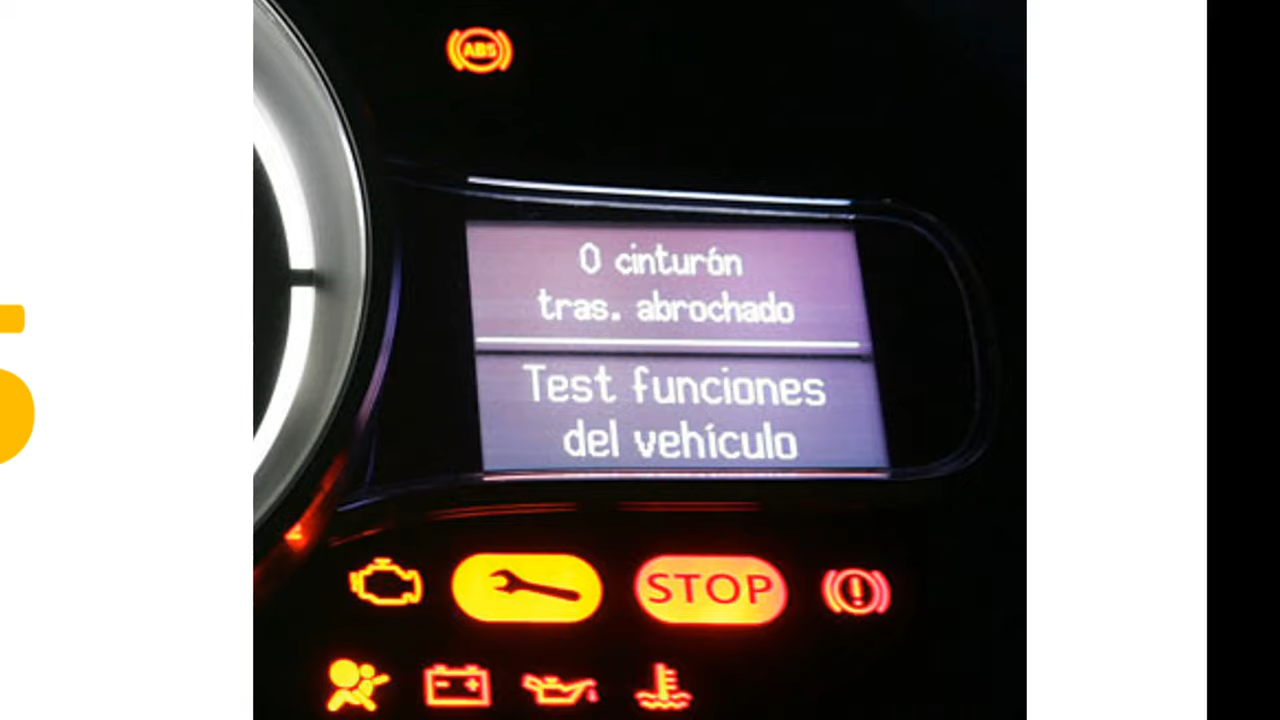 ABS
0 cinturón
tras. abrochado
Test funciones
del vehículo
STOP